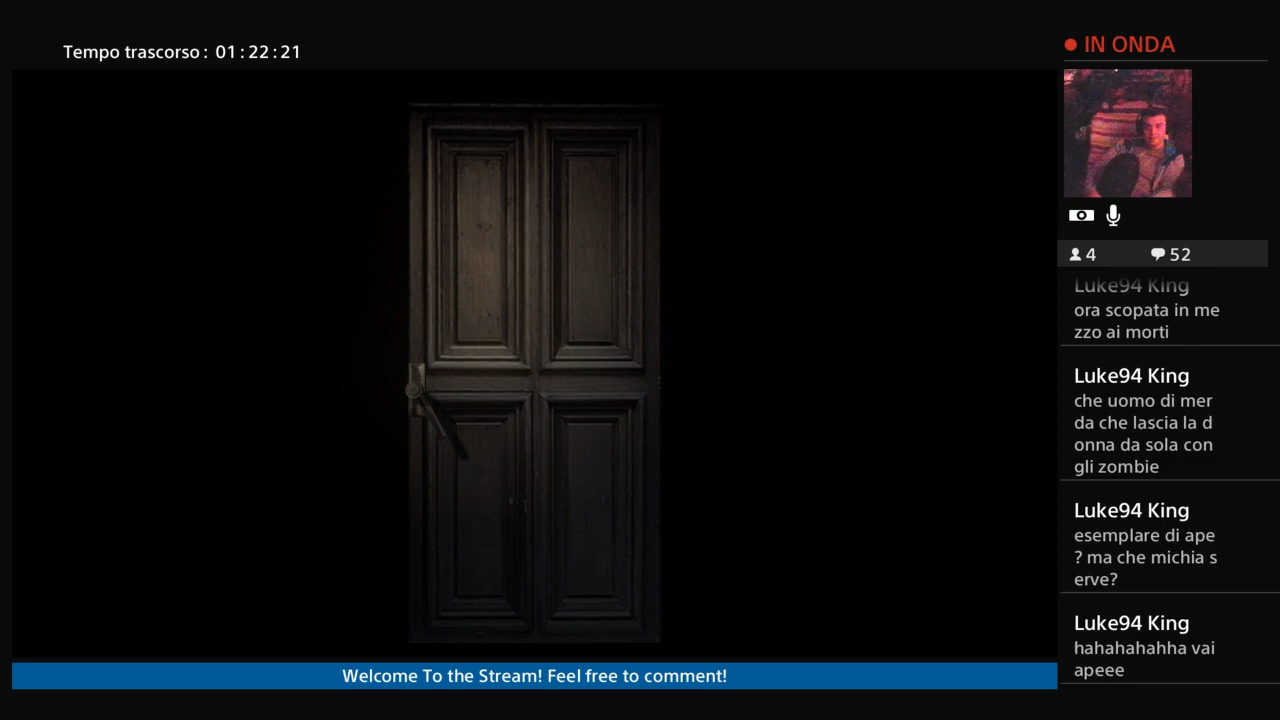 Tempo trascorso : 01 : 22 : 21
IN ONDA
4
52
Luke94 King
ora scopata in me
zzo ai morti
Luke94 King
che uomo di mer
da che lascia la d
onna da sola con
gli zombie
Luke94 King
esemplare di ape
? ma che michia s
erve?
Luke94 King
hahahahahha vai
apeee
Welcome To the Stream! Feel free to comment!